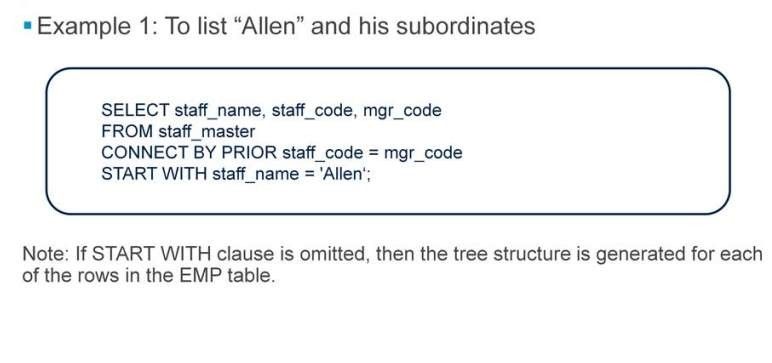 ▪ Example 1: To list “Allen” and his subordinates
SELECT staff_name, staff_code, mgr_code
FROM staff_master
CONNECT BY PRIOR staff_code = mgr_code
START WITH staff_name = 'Allen‘;
Note: If START WITH clause is omitted, then the tree structure is generated for each
of the rows in the EMP table.